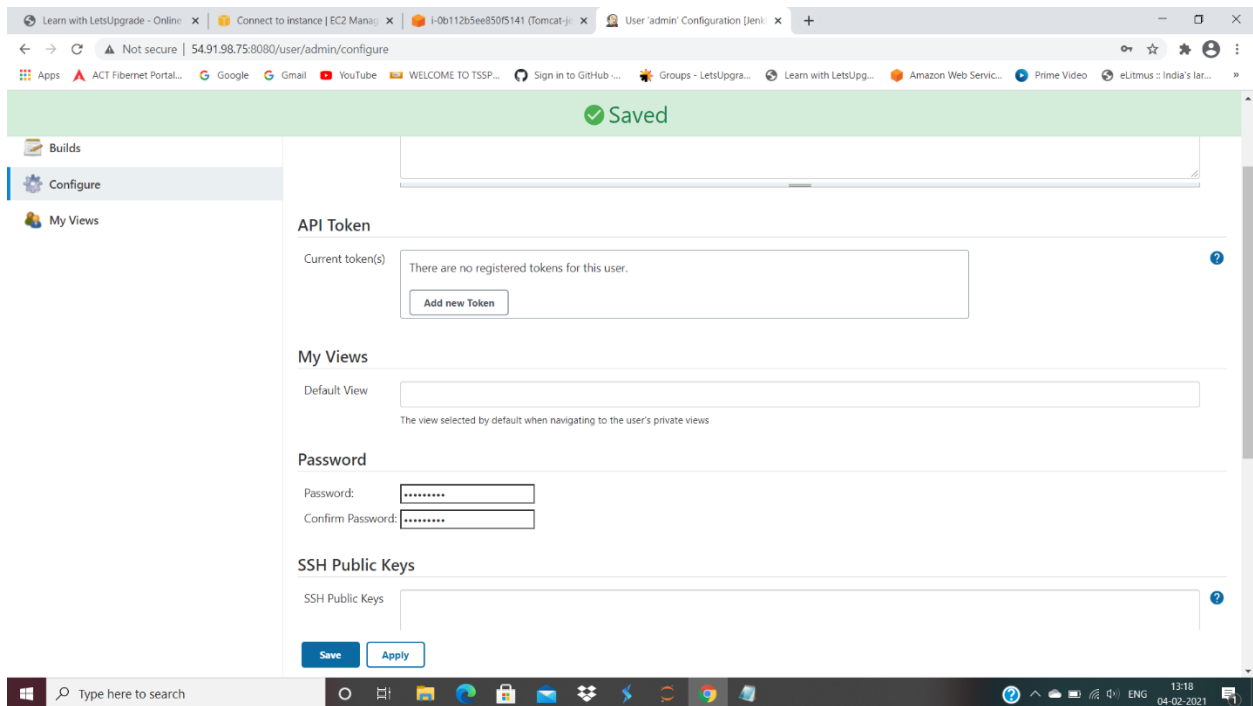 Learn with LetsUpgrade - Online
Connect to instance | EC2 Manag
i-0b112b5ee850f5141 (Tomcat-je
User 'admin' Configuration [Jenki
Not secure | 54.91.98.75:8080/user/admin/configure
Apps
ACT Fibernet Portal...
Google
Gmail
YouTube
WELCOME TO TSSP...
Sign in to GitHub ·...
Groups - LetsUpgra...
Learn with LetsUpg...
Amazon Web Servic...
Prime Video
eLitmus :: India's lar...
»
Saved
Builds
Configure
My Views
API Token
Current token(s)
There are no registered tokens for this user.
Add new Token
My Views
Default View
The view selected by default when navigating to the user's private views
Password
Password:
•••••••••
Confirm Password:
•••••••••
SSH Public Keys
SSH Public Keys
Save
Apply
Type here to search
ENG
13:18
04-02-2021